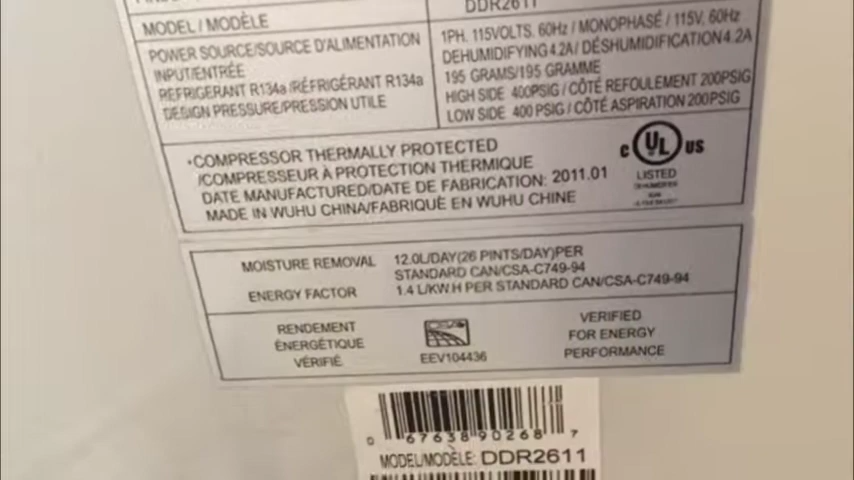 MODEL / MODÈLE
DDR2611
POWER SOURCE/SOURCE D'ALIMENTATION
INPUT/ENTRÉE
REFRIGERANT R134a /RÉFRIGÉRANT R134a
DESIGN PRESSURE/PRESSION UTILE
1PH. 115VOLTS. 60Hz / MONOPHASÉ / 115V, 60Hz
DEHUMIDIFYING 4.2A / DÉSHUMIDIFICATION 4.2A
195 GRAMS/195 GRAMME
HIGH SIDE 400PSIG / CÔTÉ REFOULEMENT 200PSIG
LOW SIDE 400 PSIG / CÔTÉ ASPIRATION 200PSIG
•COMPRESSOR THERMALLY PROTECTED
/COMPRESSEUR À PROTECTION THERMIQUE
DATE MANUFACTURED/DATE DE FABRICATION: 2011.01
MADE IN WUHU CHINA/FABRIQUÉ EN WUHU CHINE
C UL US
LISTED
DEHUMIDIFIER
MOISTURE REMOVAL 12.0L/DAY(26 PINTS/DAY)PER
STANDARD CAN/CSA-C749-94
ENERGY FACTOR 1.4 L/KW.H PER STANDARD CAN/CSA-C749-94
RENDEMENT
ÉNERGÉTIQUE
VÉRIFIÉ
EEV104436
VERIFIED
FOR ENERGY
PERFORMANCE
0 67638 90268 7
MODEL/MODÈLE: DDR2611